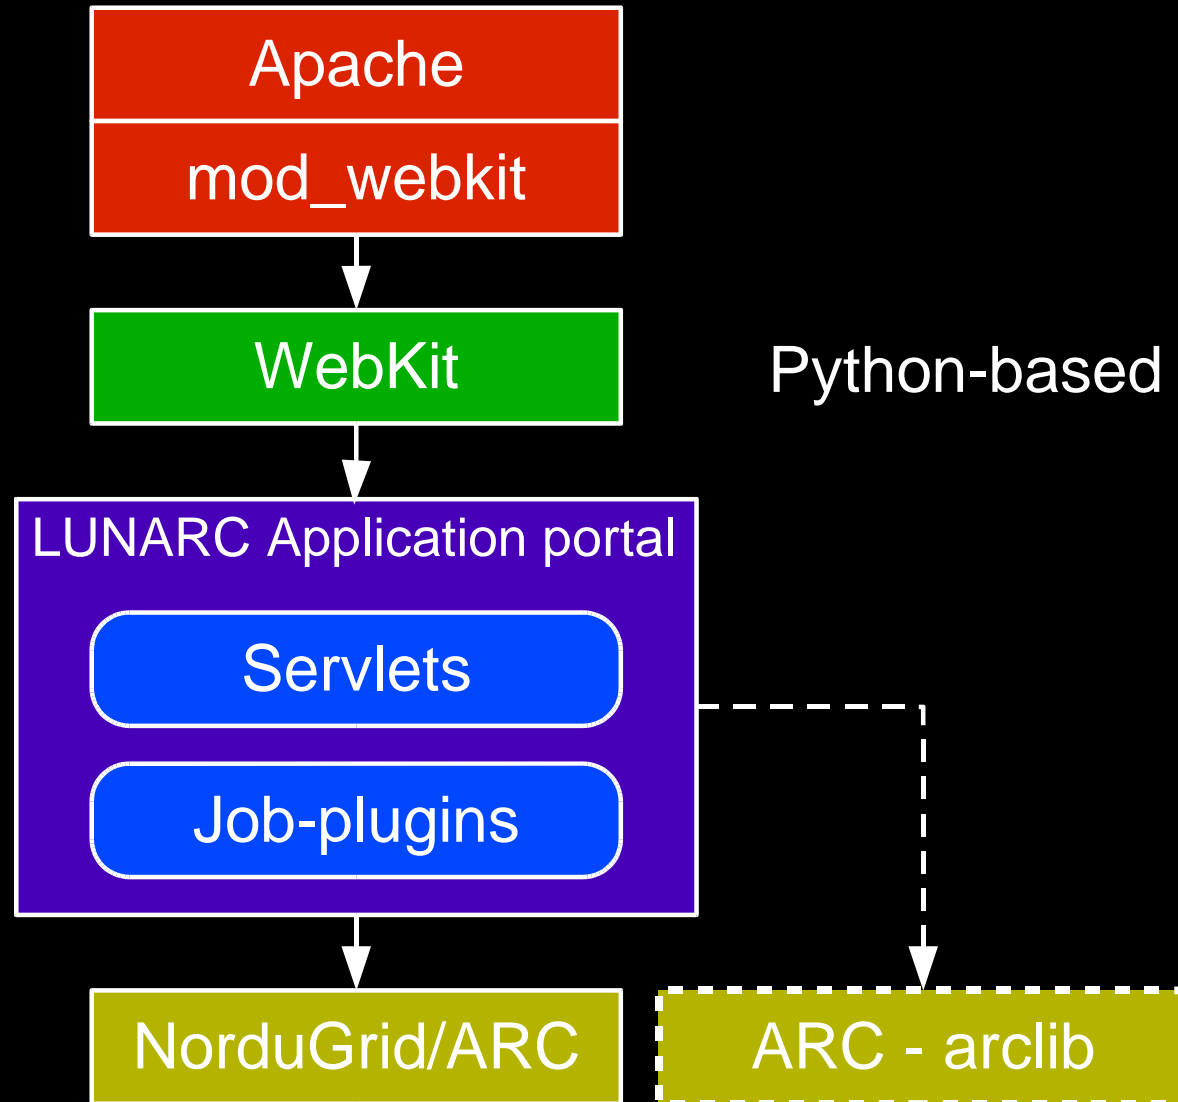 Apache
mod_webkit
WebKit
Python-based
LUNARC Application portal
Servlets
Job-plugins
NorduGrid/ARC
ARC - arclib